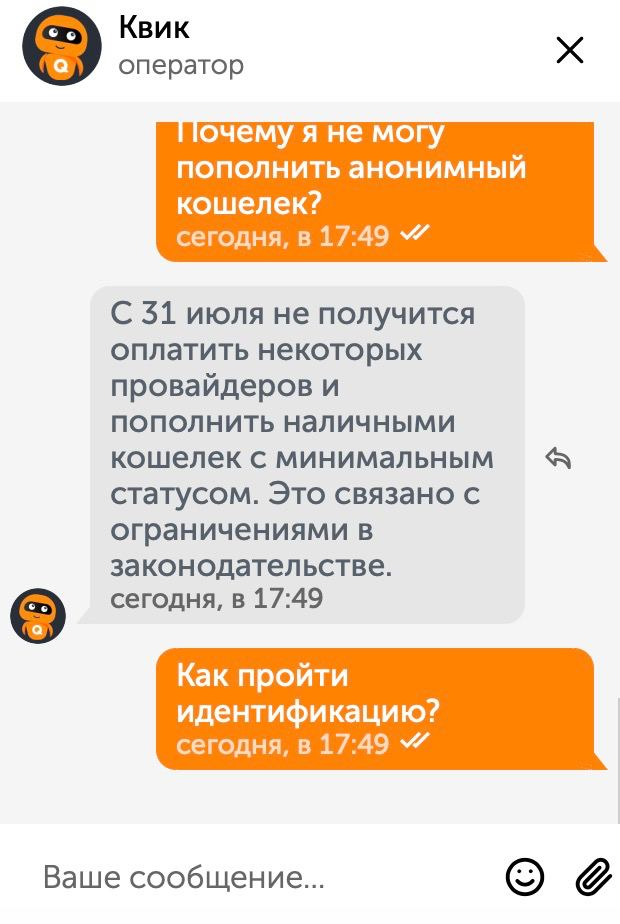 Квик
оператор
Почему я не могу
пополнить анонимный
кошелек?
сегодня, в 17:49
С 31 июля не получится
оплатить некоторых
провайдеров и
пополнить наличными
кошелек с минимальным
статусом. Это связано с
ограничениями в
законодательстве.
сегодня, в 17:49
Как пройти
идентификацию?
сегодня, в 17:49
Ваше сообщение...